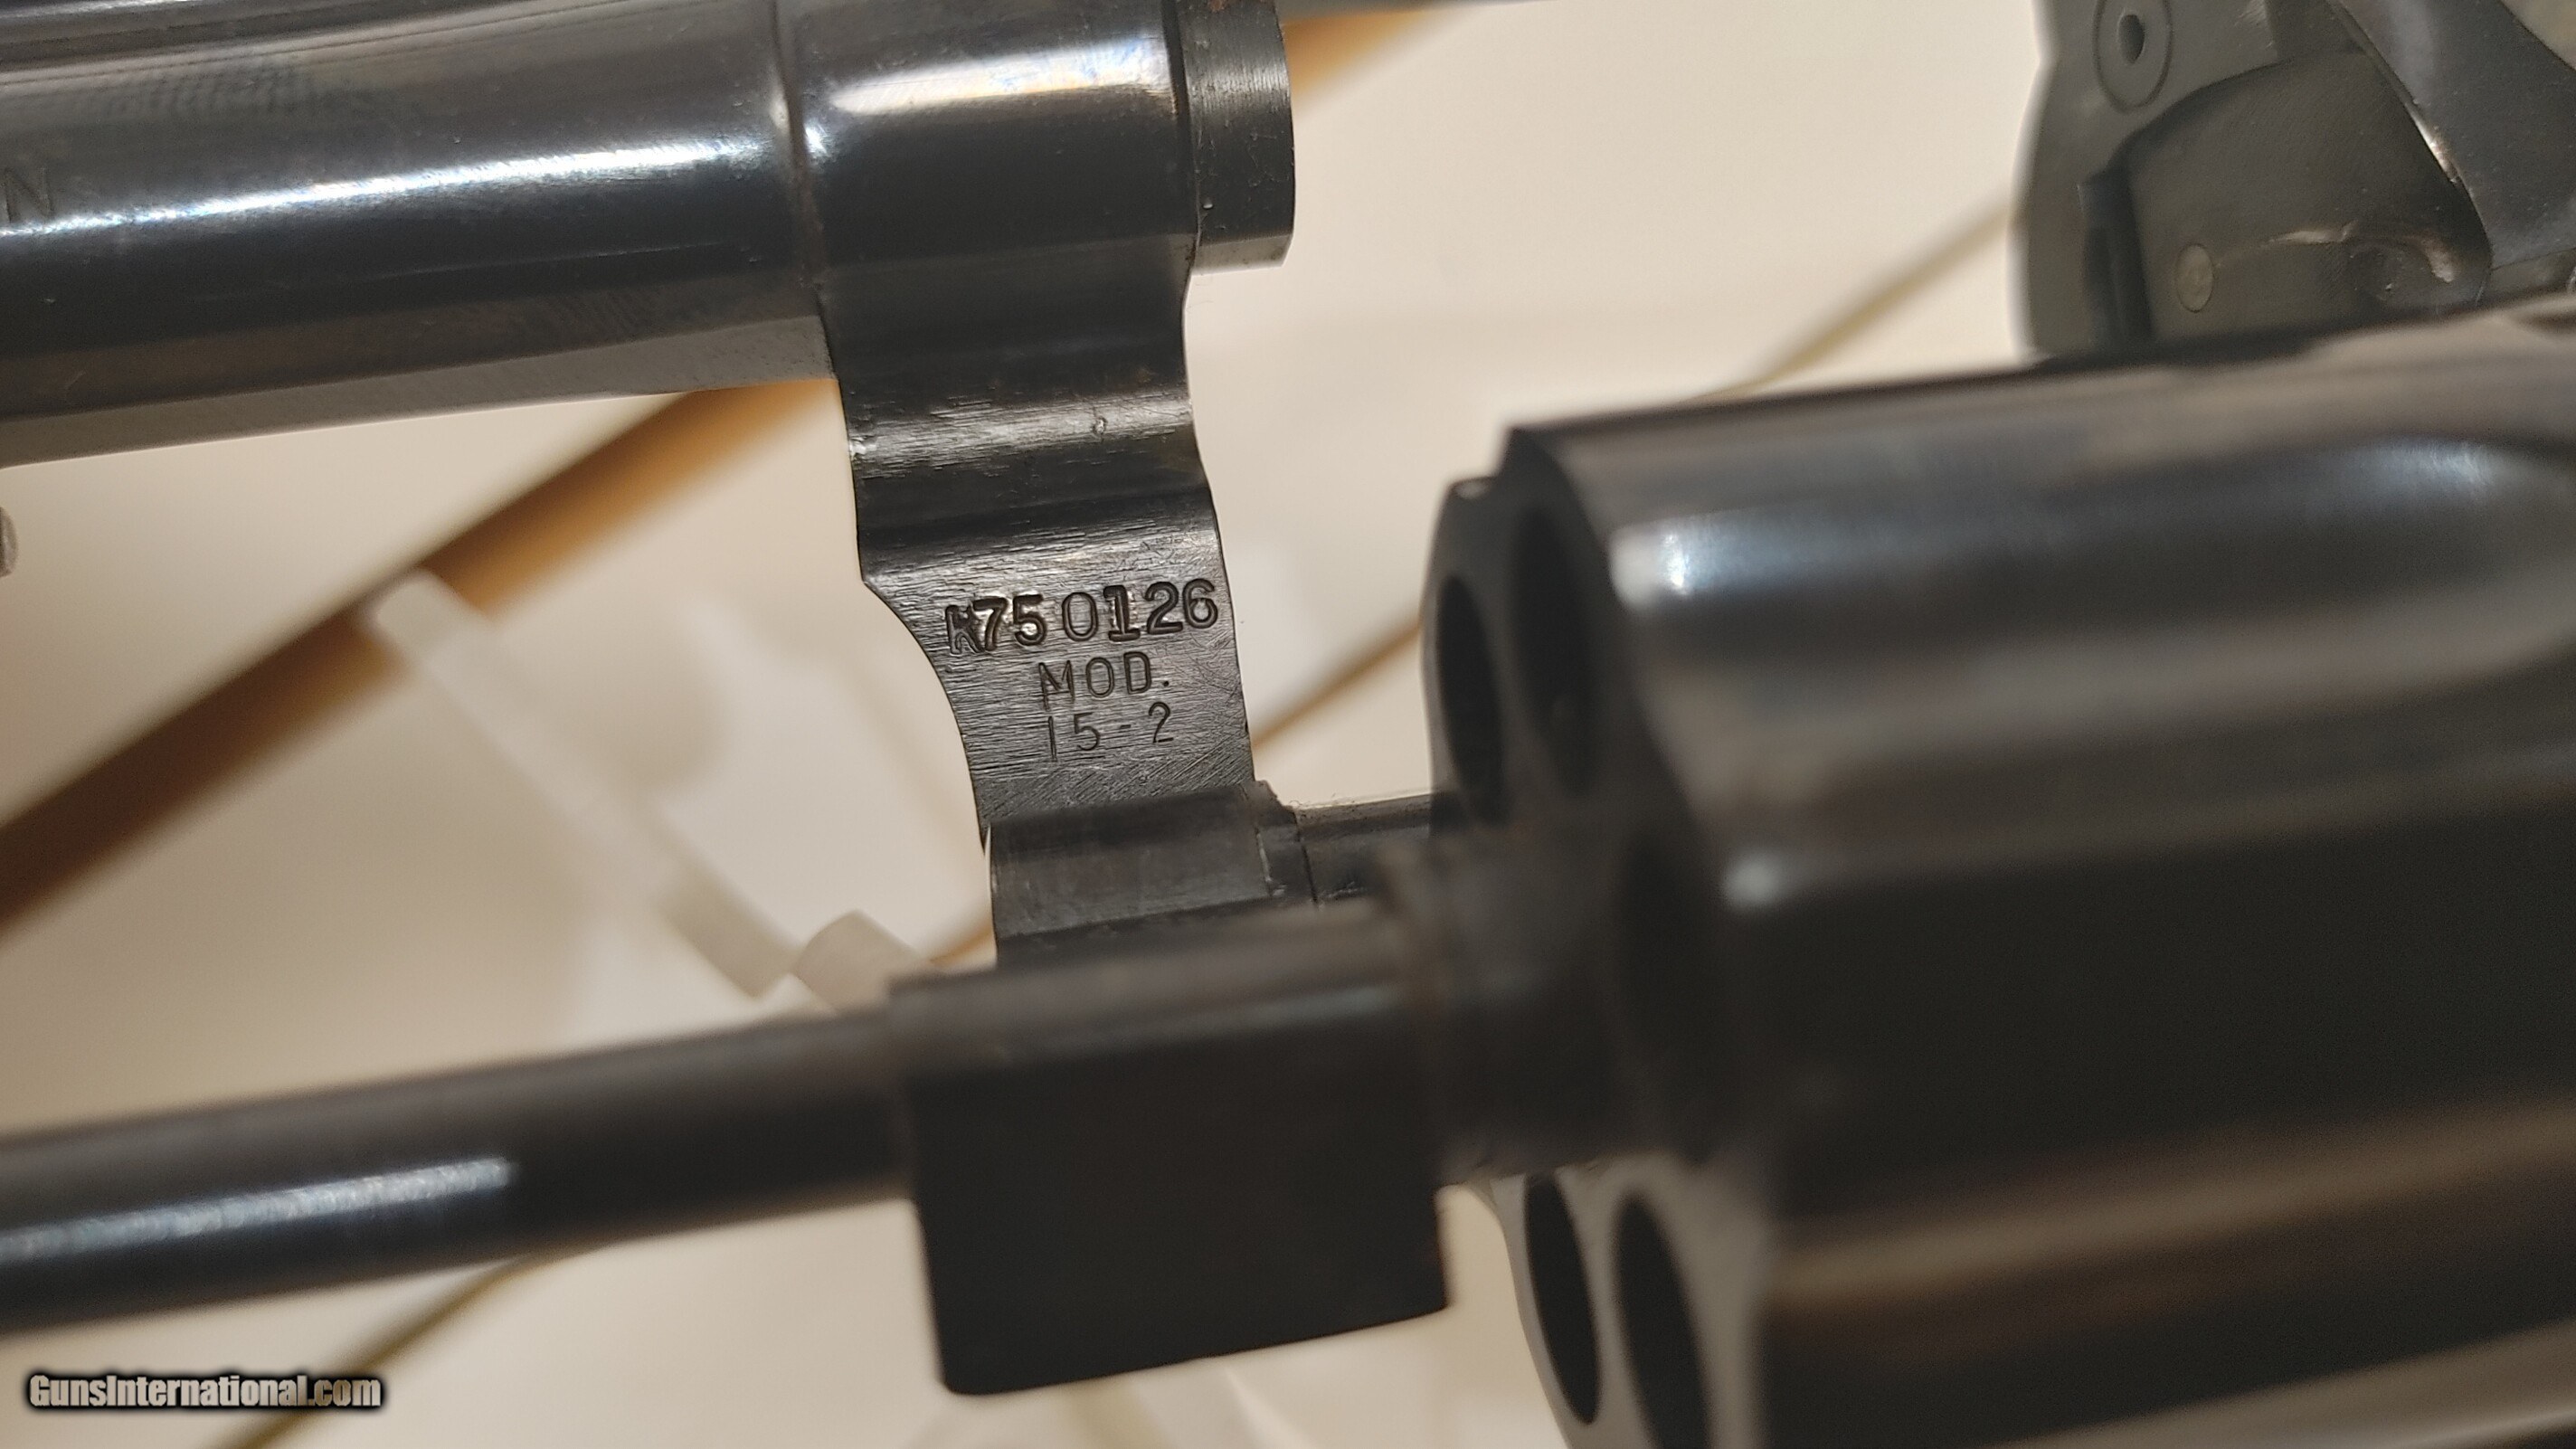 N
K750126
MOD.
15-2
GunsInternational.com